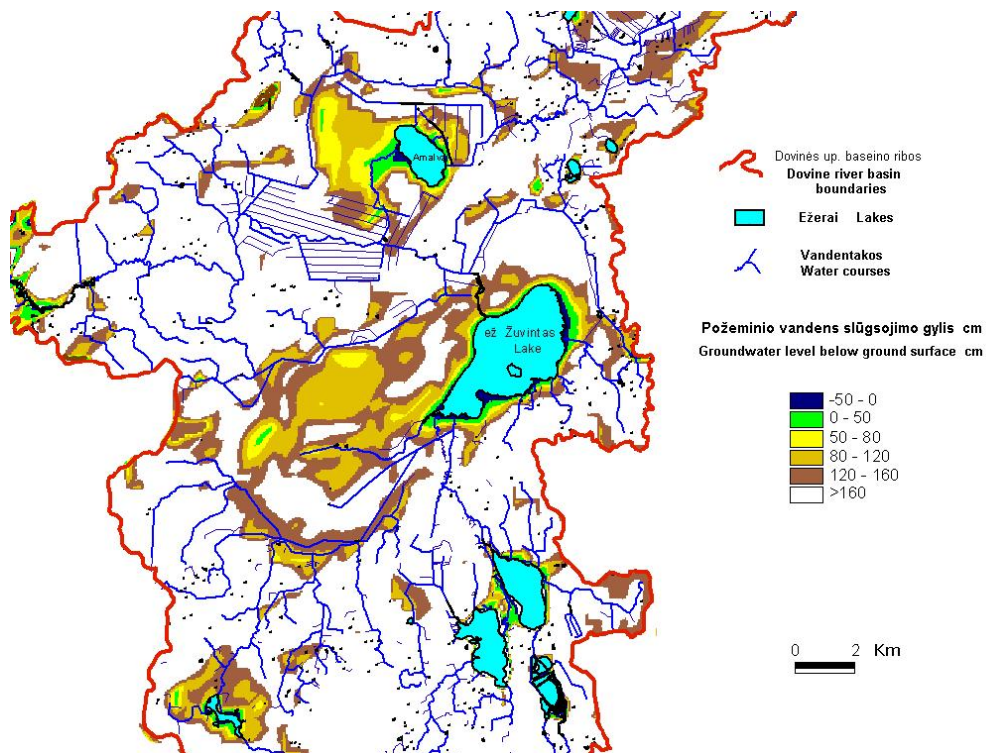 Amalva
ež Žuvintas
Lake
Dovinės up. baseino ribos
Dovine river basin
boundaries
Ežerai Lakes
Vandentakos
Water courses
Požeminio vandens slūgsojimo gylis cm
Groundwater level below ground surface cm
-50 - 0
0 - 50
50 - 80
80 - 120
120 - 160
>160
0 2 Km